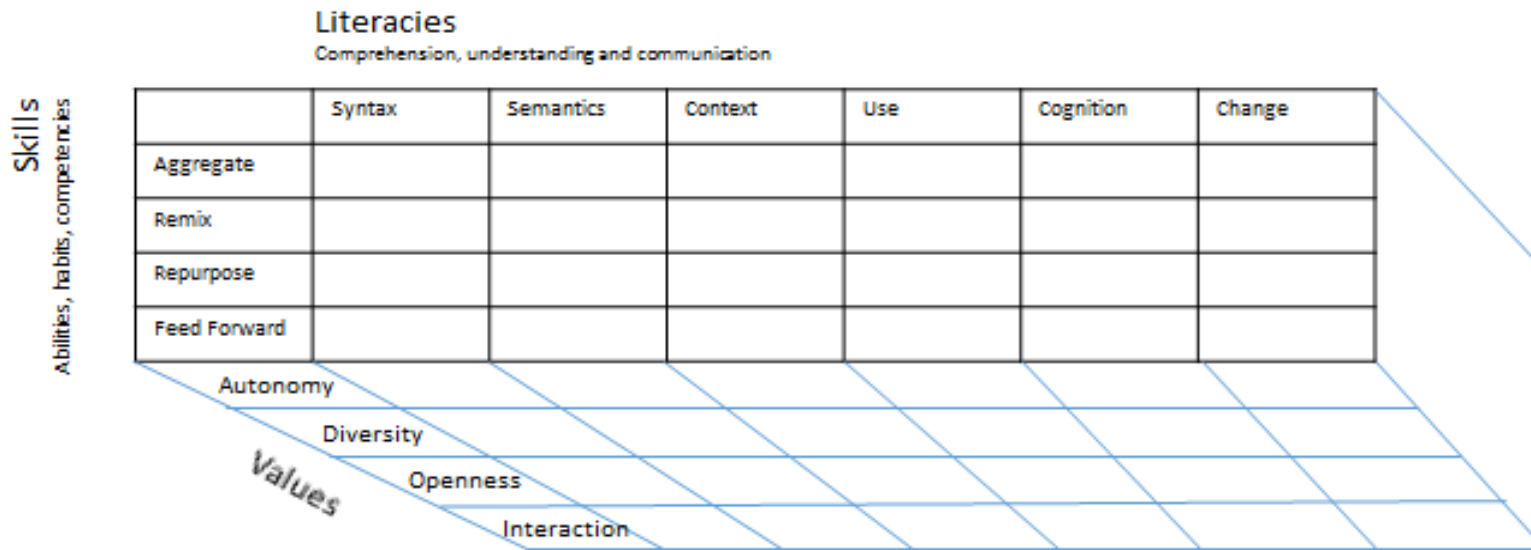 Literacies
Comprehension, understanding and communication
Skills
Abilities, habits, competencies
Syntax Semantics Context Use Cognition Change
Aggregate
Remix
Repurpose
Feed Forward
Autonomy
Diversity
Openness
Interaction
Values